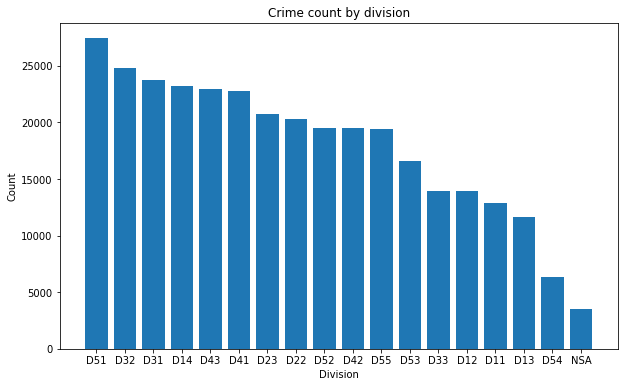 Crime count by division
Count
25000
20000
15000
10000
5000
0
D51 D32 D31 D14 D43 D41 D23 D22 D52 D42 D55 D53 D33 D12 D11 D13 D54 NSA
Division